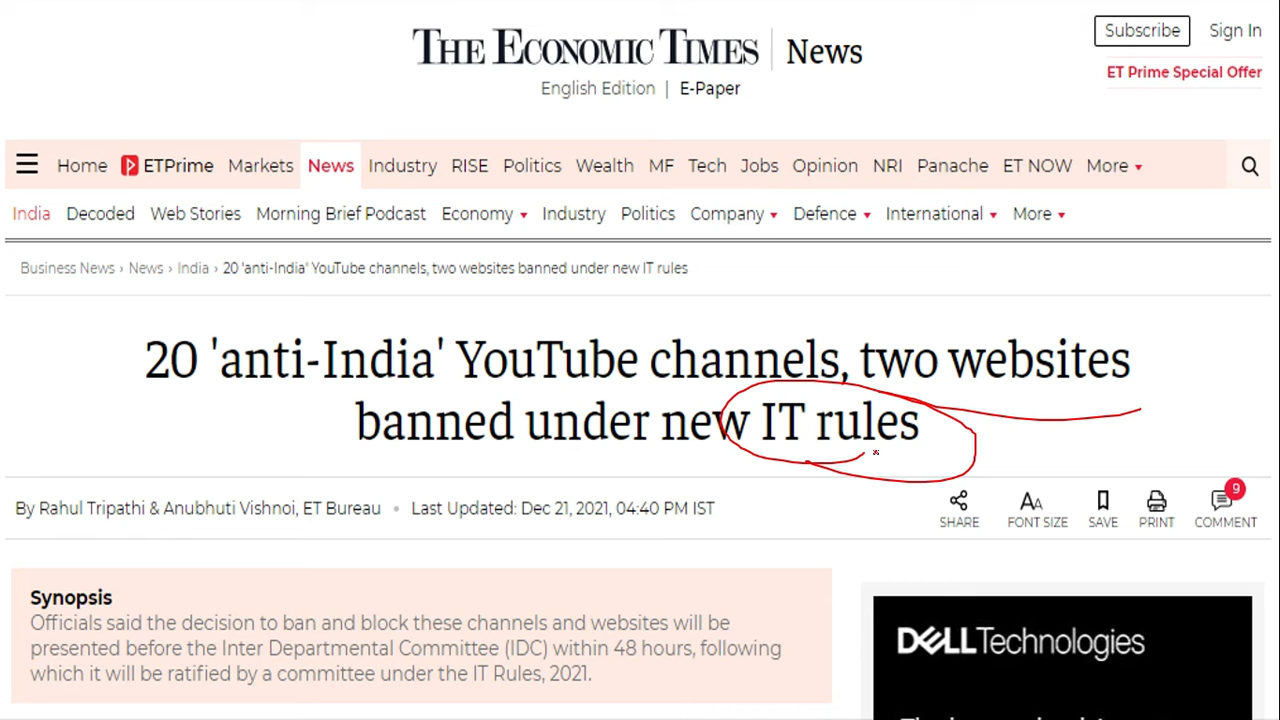 THE ECONOMIC TIMES | News
Subscribe Sign In
ET Prime Special Offer
English Edition | E-Paper
Home ETPrime Markets News Industry RISE Politics Wealth MF Tech Jobs Opinion NRI Panache ET NOW More
India Decoded Web Stories Morning Brief Podcast Economy Industry Politics Company Defence International More
Business News › News › India › 20 'anti-India' YouTube channels, two websites banned under new IT rules
20 'anti-India' YouTube channels, two websites
banned under new IT rules
By Rahul Tripathi & Anubhuti Vishnoi, ET Bureau • Last Updated: Dec 21, 2021, 04:40 PM IST
SHARE FONT SIZE SAVE PRINT COMMENT 9
Synopsis
Officials said the decision to ban and block these channels and websites will be
presented before the Inter Departmental Committee (IDC) within 48 hours, following
which it will be ratified by a committee under the IT Rules, 2021.
DELLTechnologies